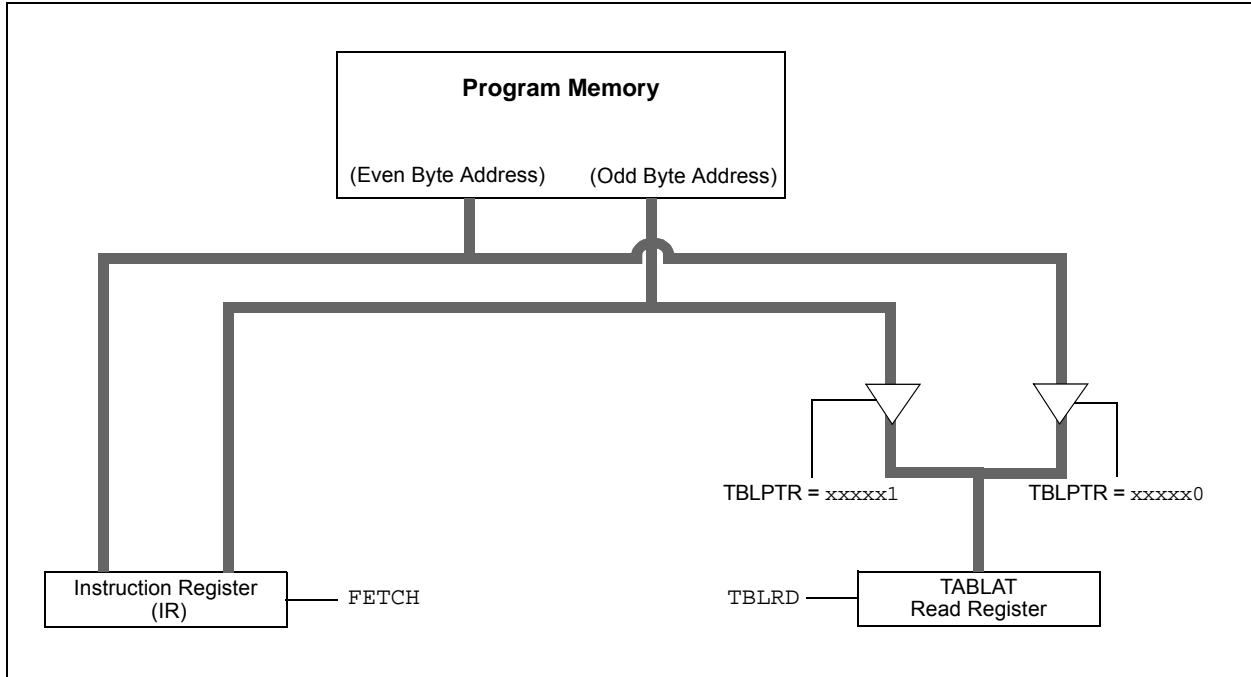 Program Memory
(Even Byte Address) (Odd Byte Address)
TBLPTR = xxxxx1
TBLPTR = xxxxx0
Instruction Register
(IR)
FETCH
TBLRD
TABLAT
Read Register